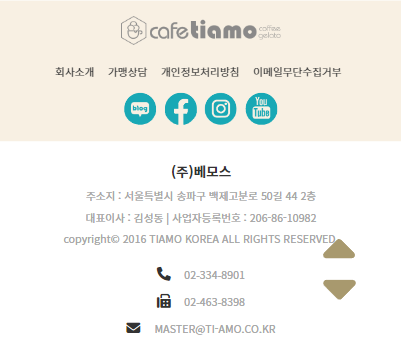 cafe tiamo coffee gelato
회사소개 가맹상담 개인정보처리방침 이메일무단수집거부
blog f You Tube
(주)베모스
주소지 : 서울특별시 송파구 백제고분로 50길 44 2층
대표이사 : 김성동 | 사업자등록번호 : 206-86-10982
copyright© 2016 TIAMO KOREA ALL RIGHTS RESERVED.
02-334-8901
02-463-8398
MASTER@TI-AMO.CO.KR